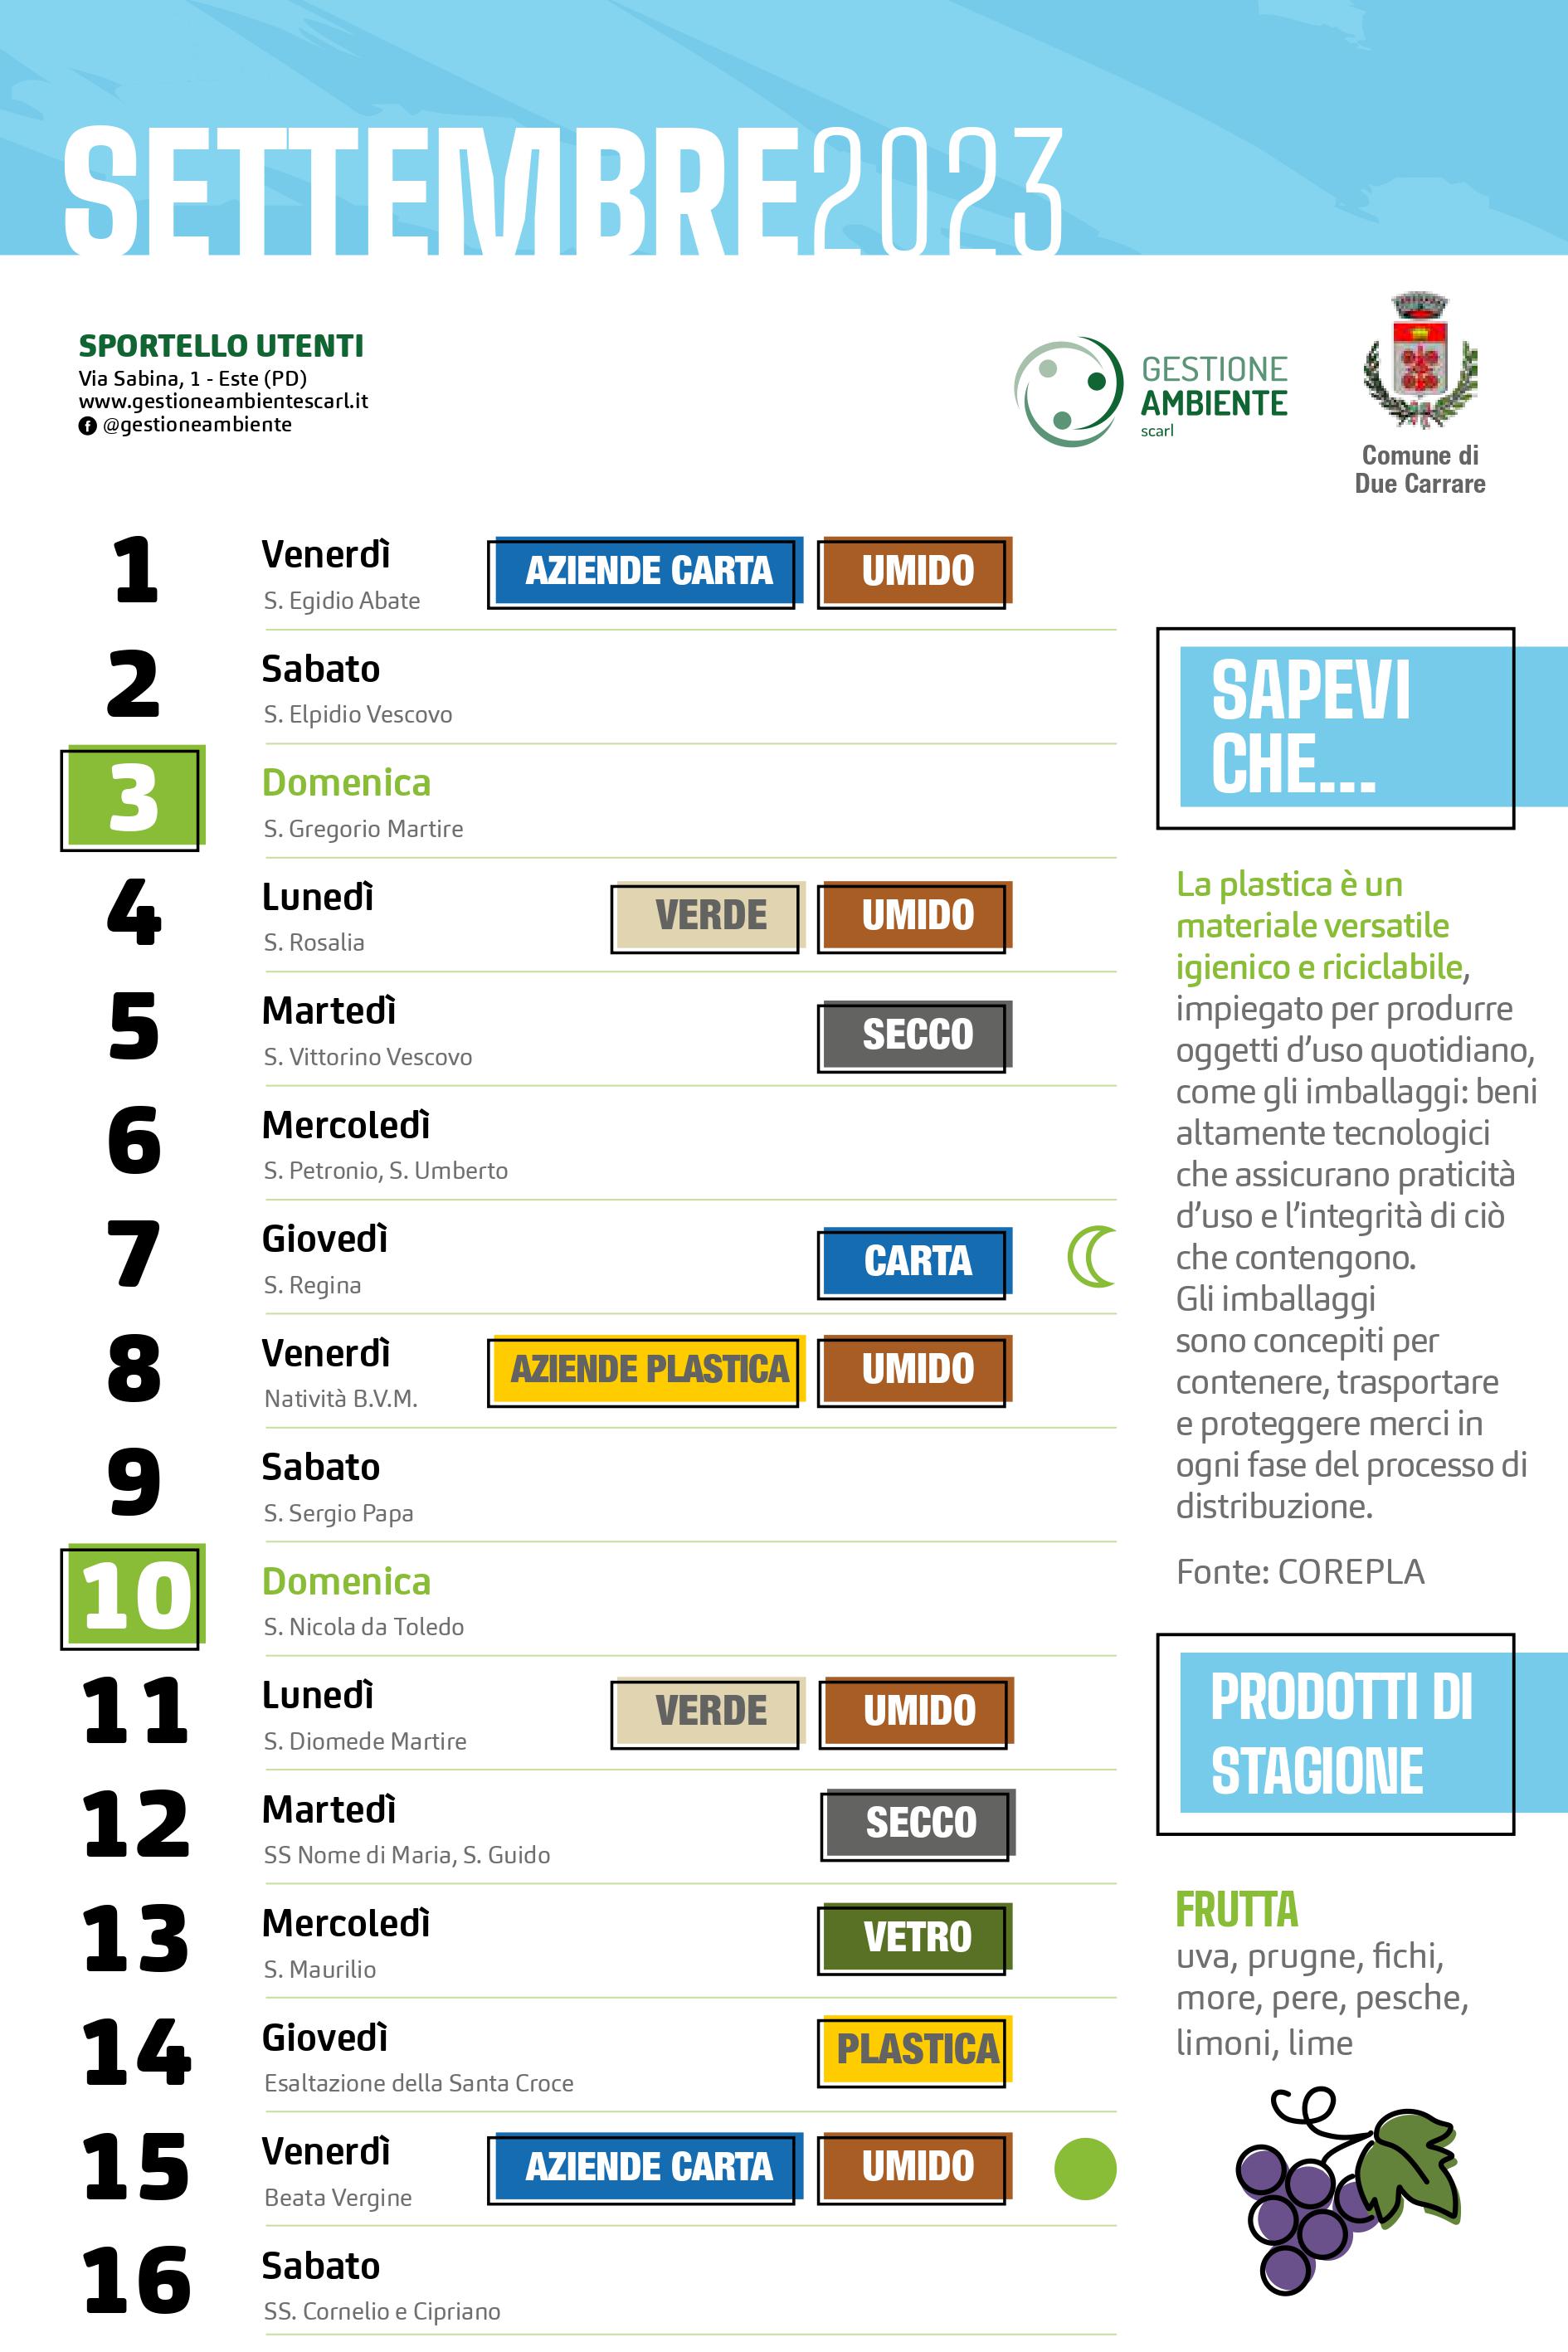 SETTEMBRE2023
SPORTELLO UTENTI
Via Sabina, 1 - Este (PD)
www.gestioneambientescarl.it
@gestioneambiente
GESTIONE
AMBIENTE
scarl
Comune di
Due Carrare
1 Venerdì AZIENDE CARTA UMIDO
S. Egidio Abate
2 Sabato
S. Elpidio Vescovo
3 Domenica
S. Gregorio Martire
4 Lunedì VERDE UMIDO
S. Rosalia
5 Martedì SECCO
S. Vittorino Vescovo
6 Mercoledì
S. Petronio, S. Umberto
7 Giovedì CARTA
S. Regina
8 Venerdì AZIENDE PLASTICA UMIDO
Natività B.V.M.
9 Sabato
S. Sergio Papa
10 Domenica
S. Nicola da Toledo
11 Lunedì VERDE UMIDO
S. Diomede Martire
12 Martedì SECCO
SS Nome di Maria, S. Guido
13 Mercoledì VETRO
S. Maurilio
14 Giovedì PLASTICA
Esaltazione della Santa Croce
15 Venerdì AZIENDE CARTA UMIDO
Beata Vergine
16 Sabato
SS. Cornelio e Cipriano
SAPEVI
CHE...
La plastica è un
materiale versatile
igienico e riciclabile,
impiegato per produrre
oggetti d’uso quotidiano,
come gli imballaggi: beni
altamente tecnologici
che assicurano praticità
d’uso e l’integrità di ciò
che contengono.
Gli imballaggi
sono concepiti per
contenere, trasportare
e proteggere merci in
ogni fase del processo di
distribuzione.
Fonte: COREPLA
PRODOTTI DI
STAGIONE
FRUTTA
uva, prugne, fichi,
more, pere, pesche,
limoni, lime